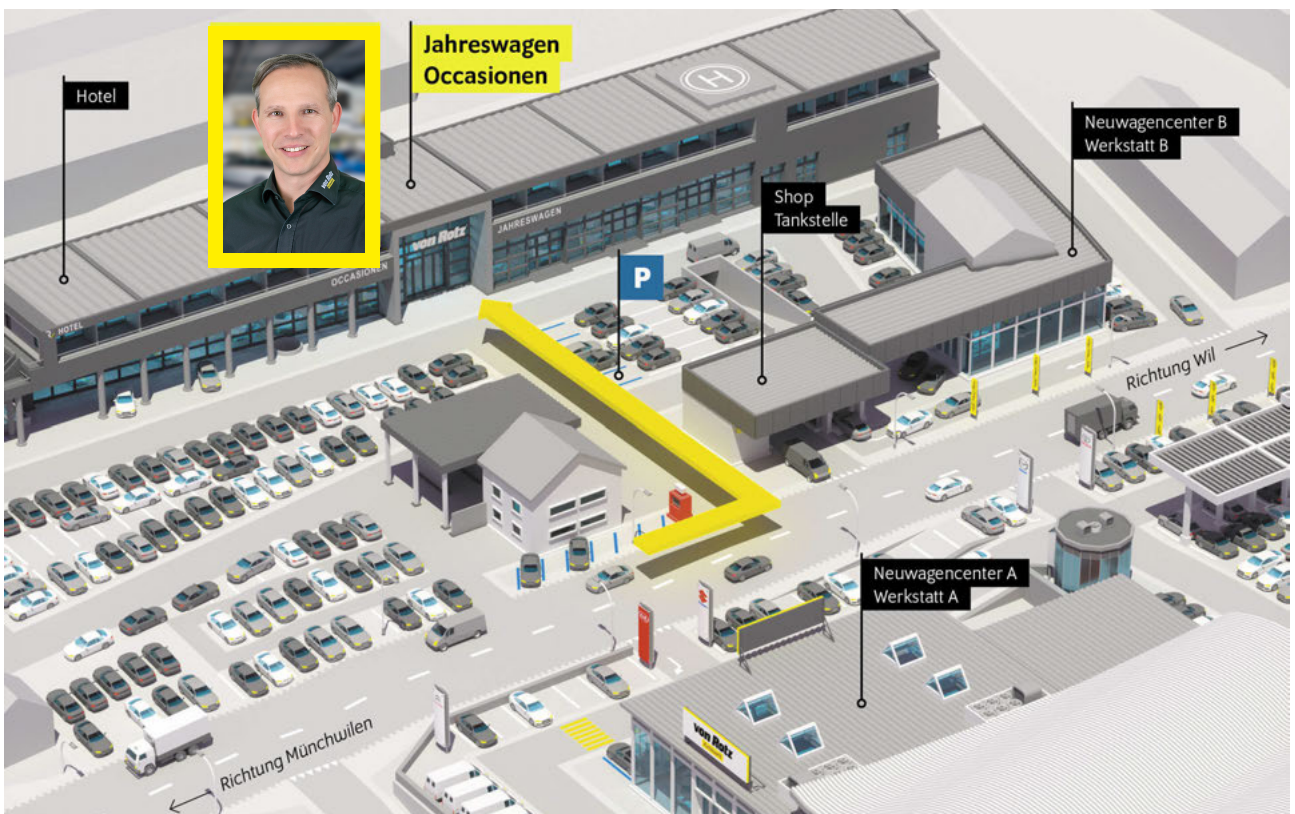 Hotel
Jahreswagen
Occasionen
H
Neuwagencenter B
Werkstatt B
Shop
Tankstelle
von Rotz
JAHRESWAGEN
OCCASIONEN
HOTEL
P
Richtung Wil
Neuwagencenter A
Werkstatt A
von Rotz
Richtung Münchwilen